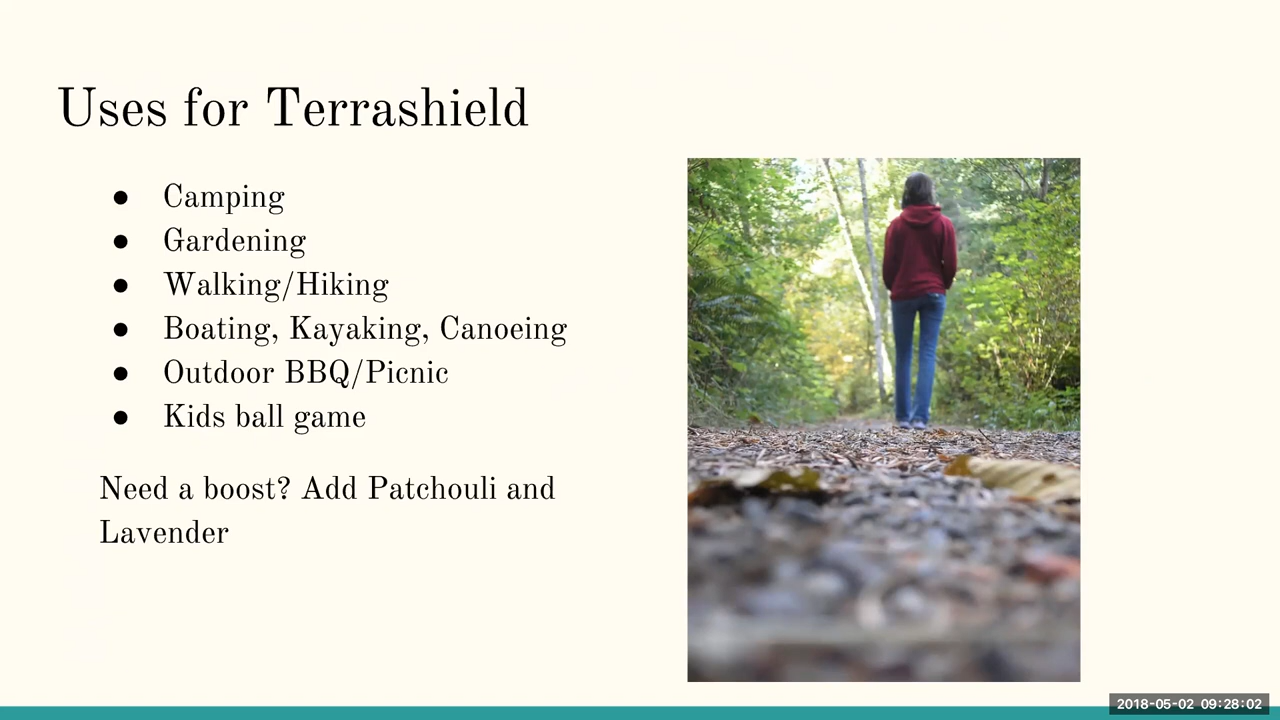 Uses for Terrashield
● Camping
● Gardening
● Walking/Hiking
● Boating, Kayaking, Canoeing
● Outdoor BBQ/Picnic
● Kids ball game
Need a boost? Add Patchouli and
Lavender
2018-05-02 09:28:02